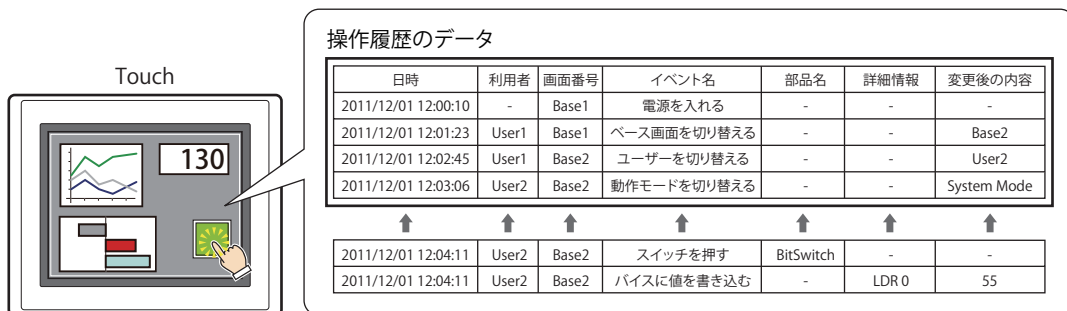 操作履歴のデータ
Touch
130
日時 利用者 画面番号 イベント名 部品名 詳細情報 変更後の内容
2011/12/01 12:00:10 - Base1 電源を入れる - - -
2011/12/01 12:01:23 User1 Base1 ベース画面を切り替える - - Base2
2011/12/01 12:02:45 User1 Base2 ユーザーを切り替える - - User2
2011/12/01 12:03:06 User2 Base2 動作モードを切り替える - - System Mode
2011/12/01 12:04:11 User2 Base2 スイッチを押す BitSwitch - -
2011/12/01 12:04:11 User2 Base2 バイスに値を書き込む - LDR 0 55